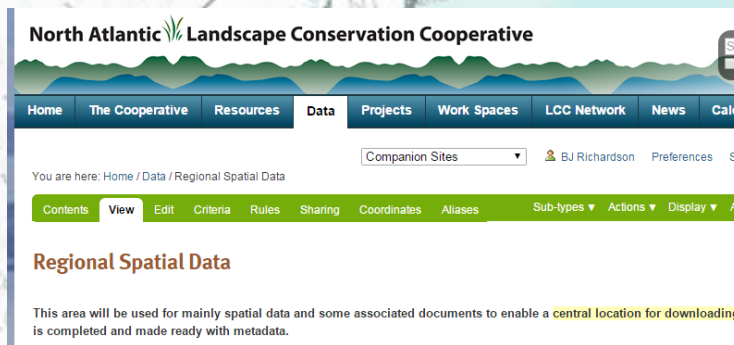 North Atlantic Landscape Conservation Cooperative
Home The Cooperative Resources Data Projects Work Spaces LCC Network News
Companion Sites ▼ BJ Richardson Preferences
You are here: Home / Data / Regional Spatial Data
Contents View Edit Criteria Rules Sharing Coordinates Aliases Sub-types ▼ Actions ▼ Display ▼
Regional Spatial Data
This area will be used for mainly spatial data and some associated documents to enable a central location for downloading
is completed and made ready with metadata.